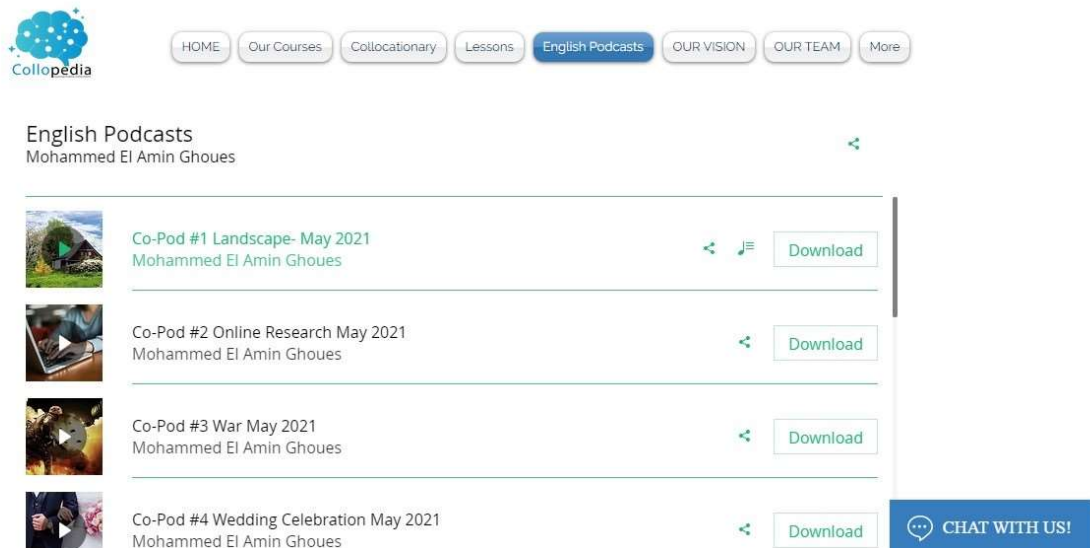 Collopedia
HOME
Our Courses
Collocationary
Lessons
English Podcasts
OUR VISION
OUR TEAM
More
English Podcasts
Mohammed El Amin Ghoues
Co-Pod #1 Landscape- May 2021
Mohammed El Amin Ghoues
Download
Co-Pod #2 Online Research May 2021
Mohammed El Amin Ghoues
Download
Co-Pod #3 War May 2021
Mohammed El Amin Ghoues
Download
Co-Pod #4 Wedding Celebration May 2021
Mohammed El Amin Ghoues
Download
CHAT WITH US!